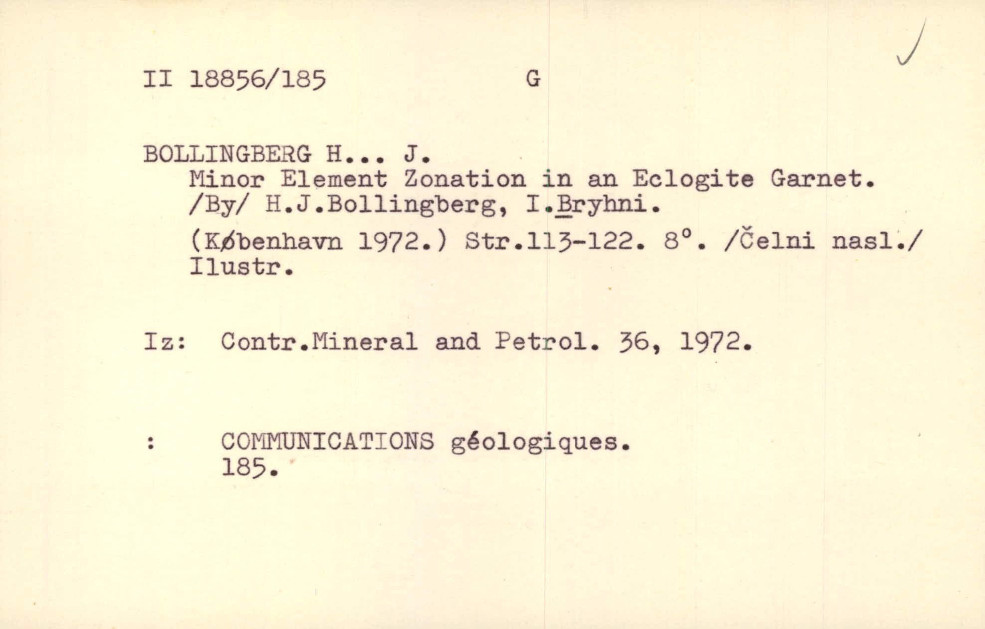 II 18856/185 G
BOLLINGBERG H... J.
Minor Element Zonation in an Eclogite Garnet.
/By/ H.J.Bollingberg, I.Bryhni.
(København 1972.) Str.113-122. 8°. /Čelni nasl./
Ilustr.
Iz: Contr.Mineral and Petrol. 36, 1972.
: COMMUNICATIONS géologiques.
185.